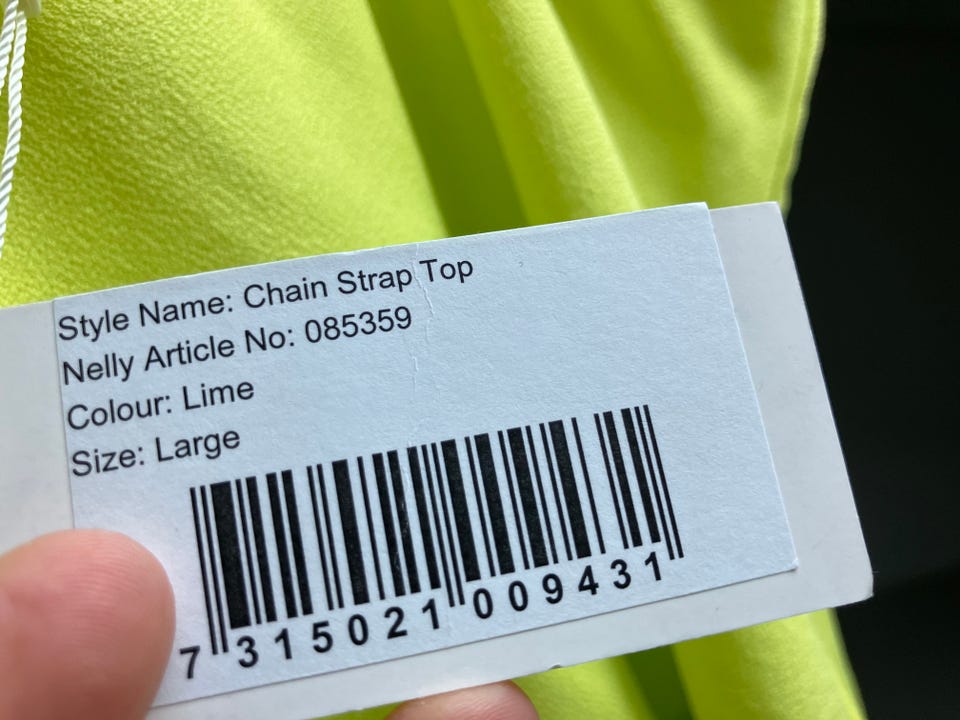 Style Name: Chain Strap Top
Nelly Article No: 085359
Colour: Lime
Size: Large
7 315021 009431